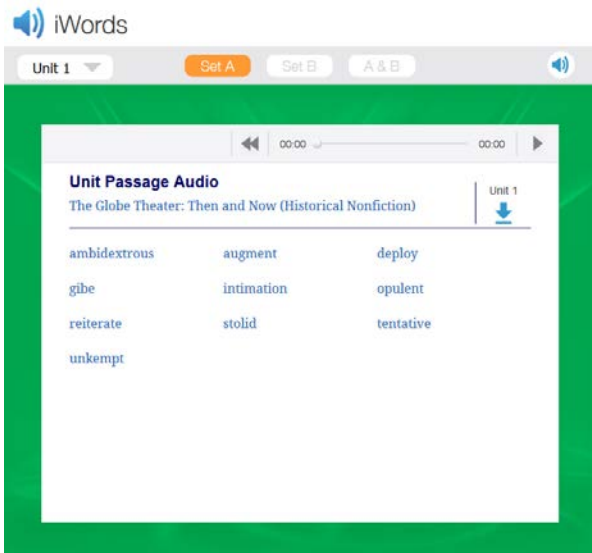 iWords
Unit 1 Set A Set B A & B
00:00 00:00
Unit Passage Audio
The Globe Theater: Then and Now (Historical Nonfiction)
Unit 1
ambidextrous augment deploy
gibe intimation opulent
reiterate stolid tentative
unkempt